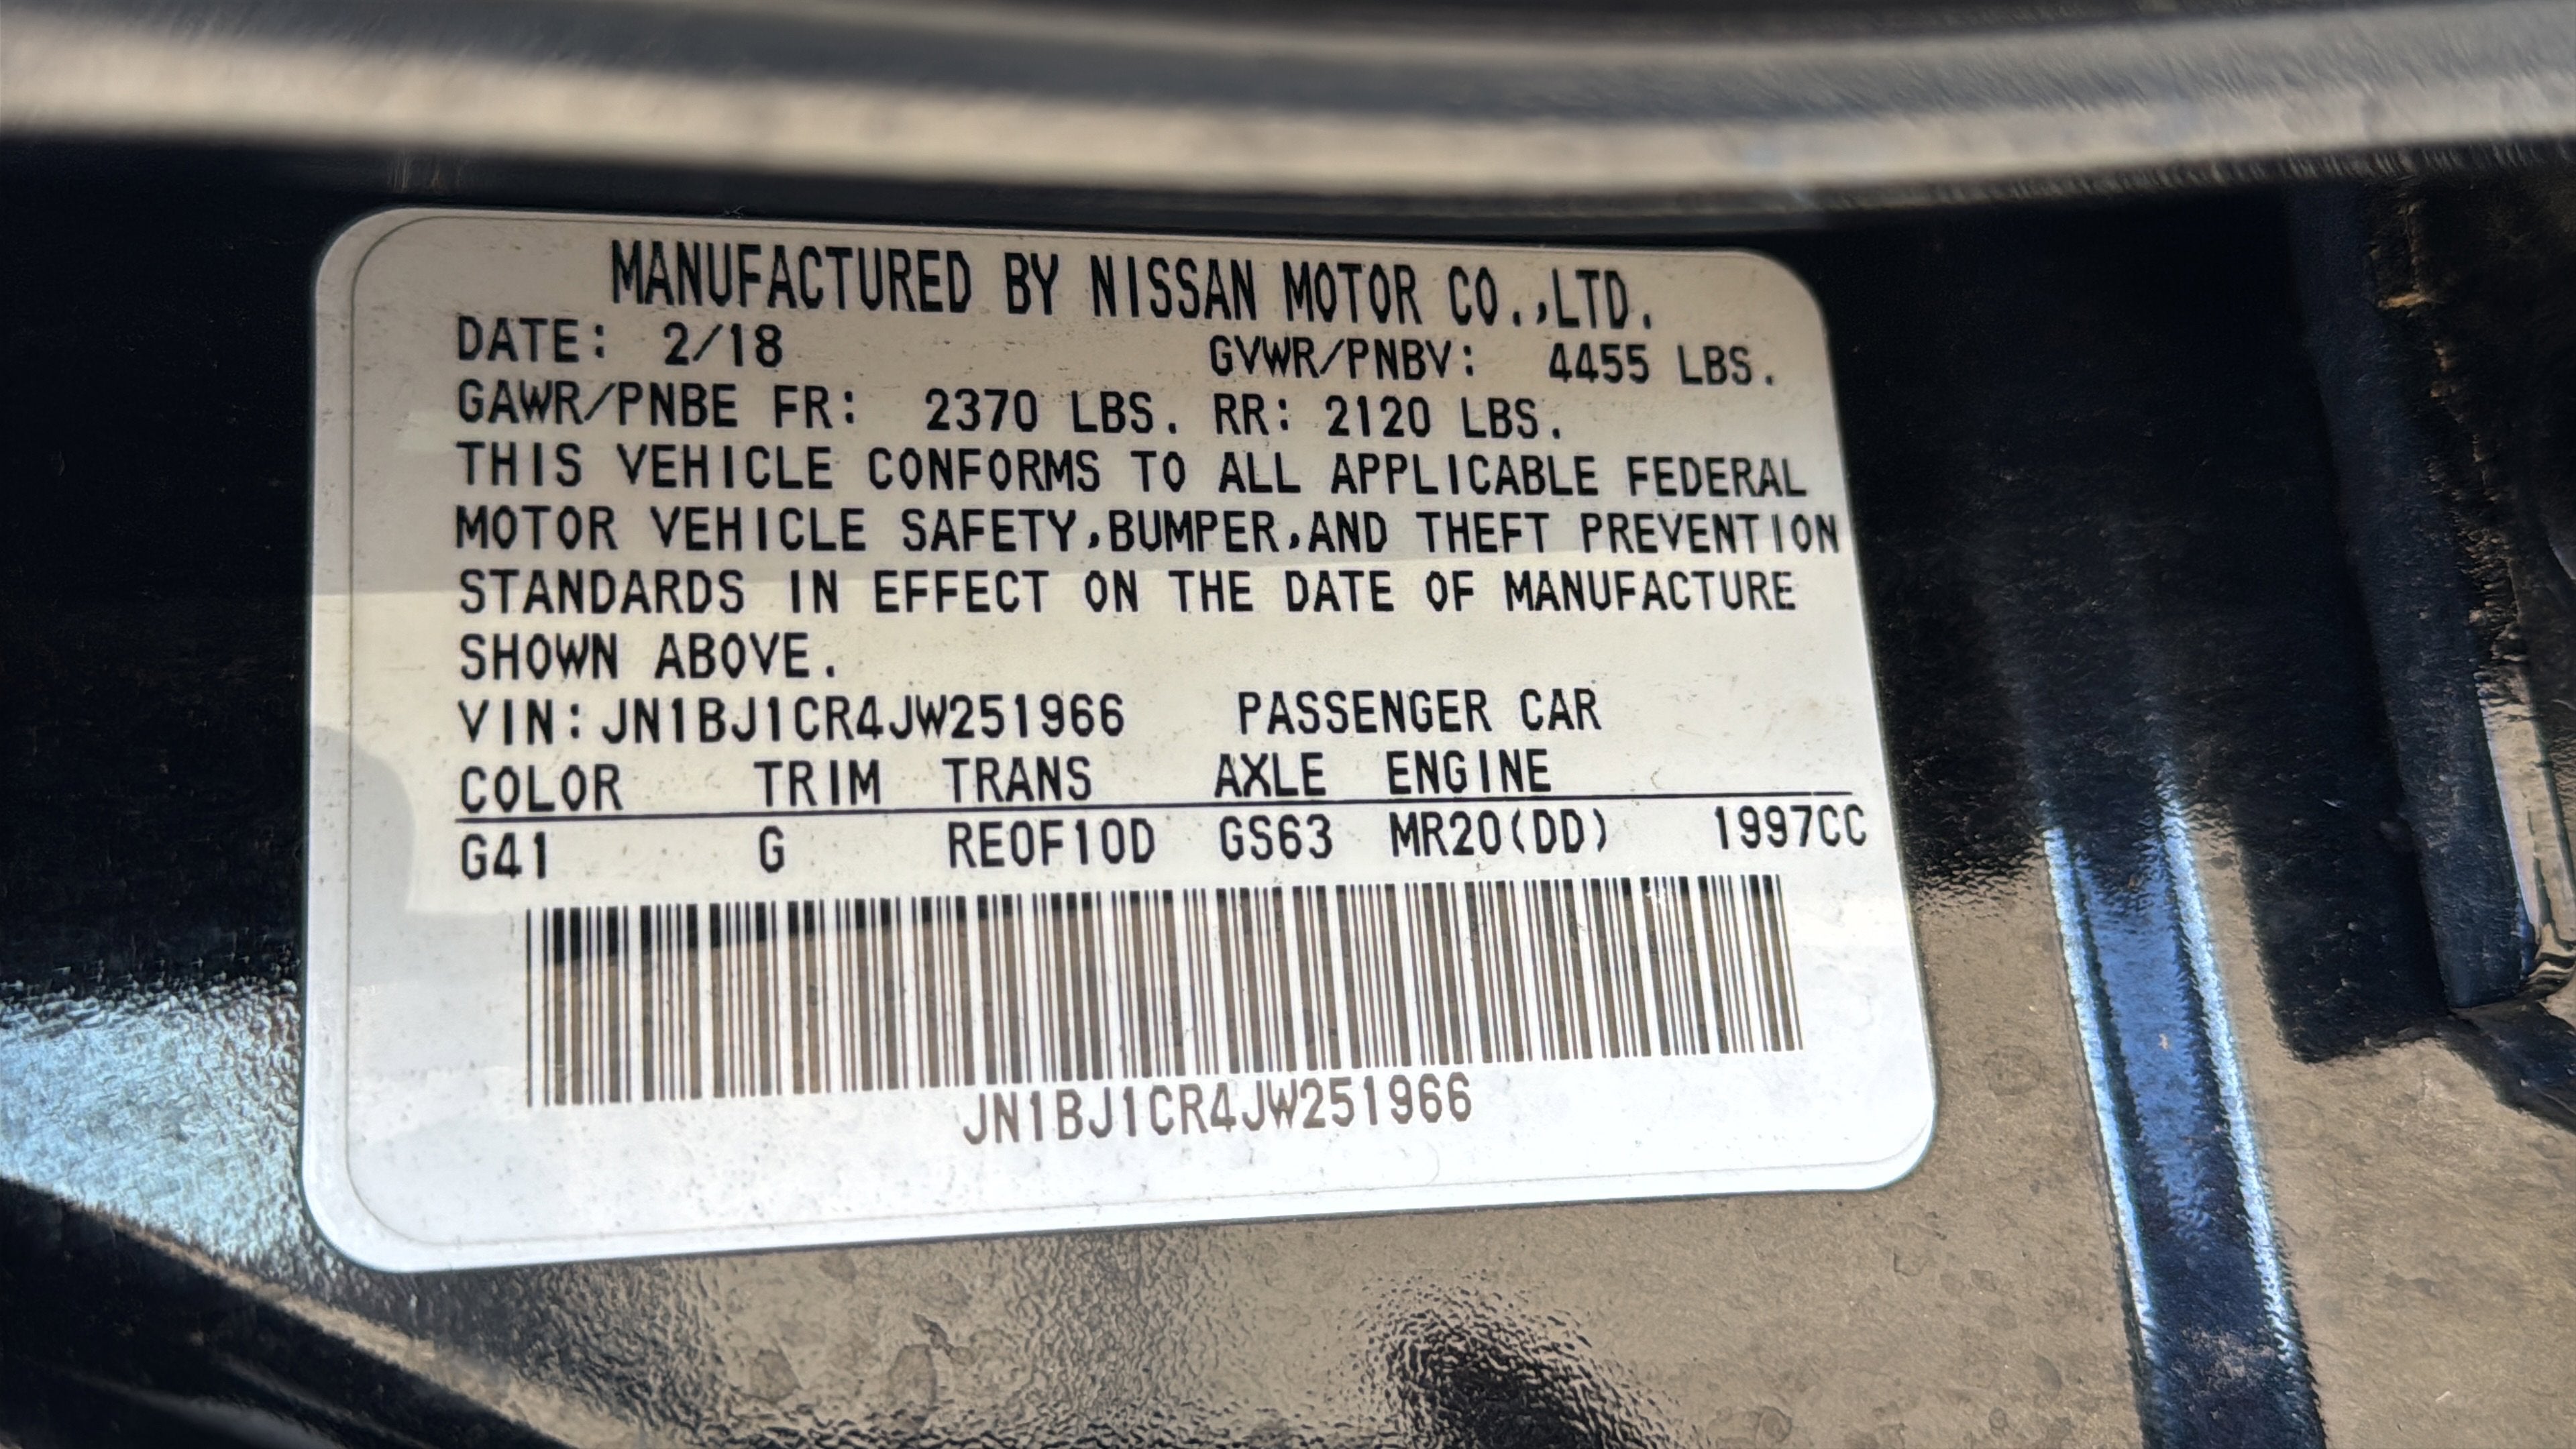 MANUFACTURED BY NISSAN MOTOR CO.,LTD.
DATE: 2/18 GVWR/PNBV: 4455 LBS.
GAWR/PNBE FR: 2370 LBS. RR: 2120 LBS.
THIS VEHICLE CONFORMS TO ALL APPLICABLE FEDERAL
MOTOR VEHICLE SAFETY,BUMPER,AND THEFT PREVENTION
STANDARDS IN EFFECT ON THE DATE OF MANUFACTURE
SHOWN ABOVE.
VIN:JN1BJ1CR4JW251966 PASSENGER CAR
COLOR TRIM TRANS AXLE ENGINE
G41 G RE0F10D GS63 MR20(DD) 1997CC
JN1BJ1CR4JW251966